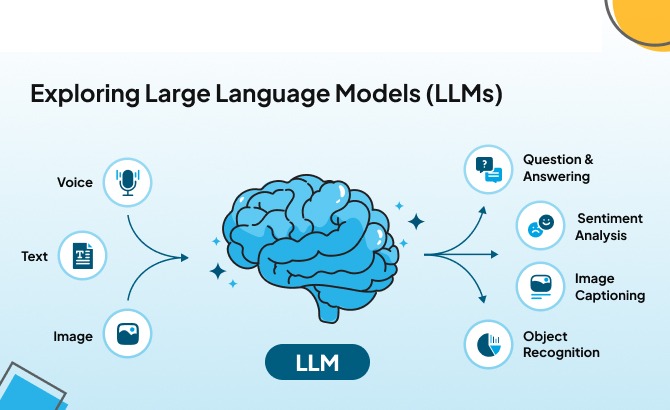 Exploring Large Language Models (LLMs)
Voice
Text
Image
T
LLM
?
Question &
Answering
Sentiment
Analysis
Image
Captioning
Object
Recognition